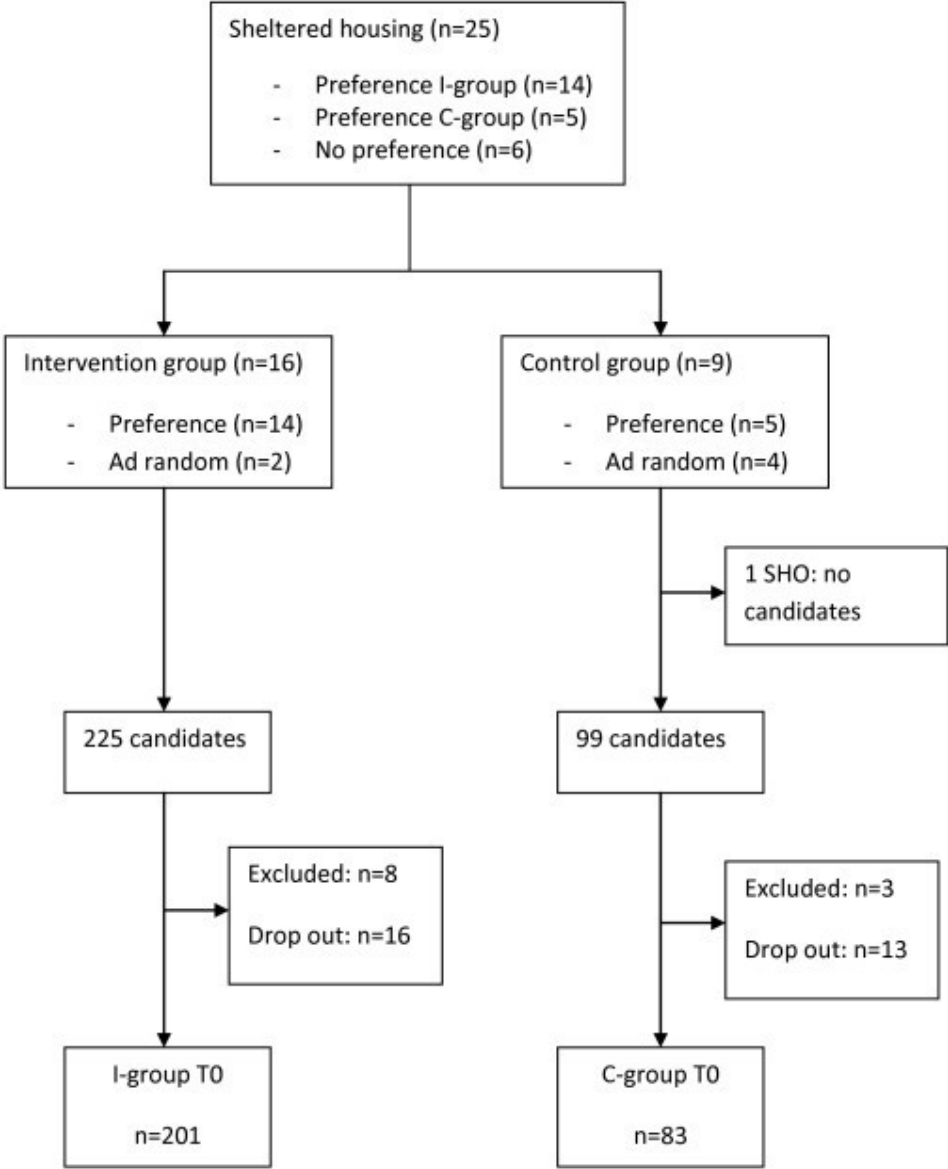 Sheltered housing (n=25)
- Preference I-group (n=14)
- Preference C-group (n=5)
- No preference (n=6)
Intervention group (n=16)
- Preference (n=14)
- Ad random (n=2)
Control group (n=9)
- Preference (n=5)
- Ad random (n=4)
1 SHO: no
candidates
225 candidates
99 candidates
Excluded: n=8
Drop out: n=16
Excluded: n=3
Drop out: n=13
I-group T0
n=201
C-group T0
n=83